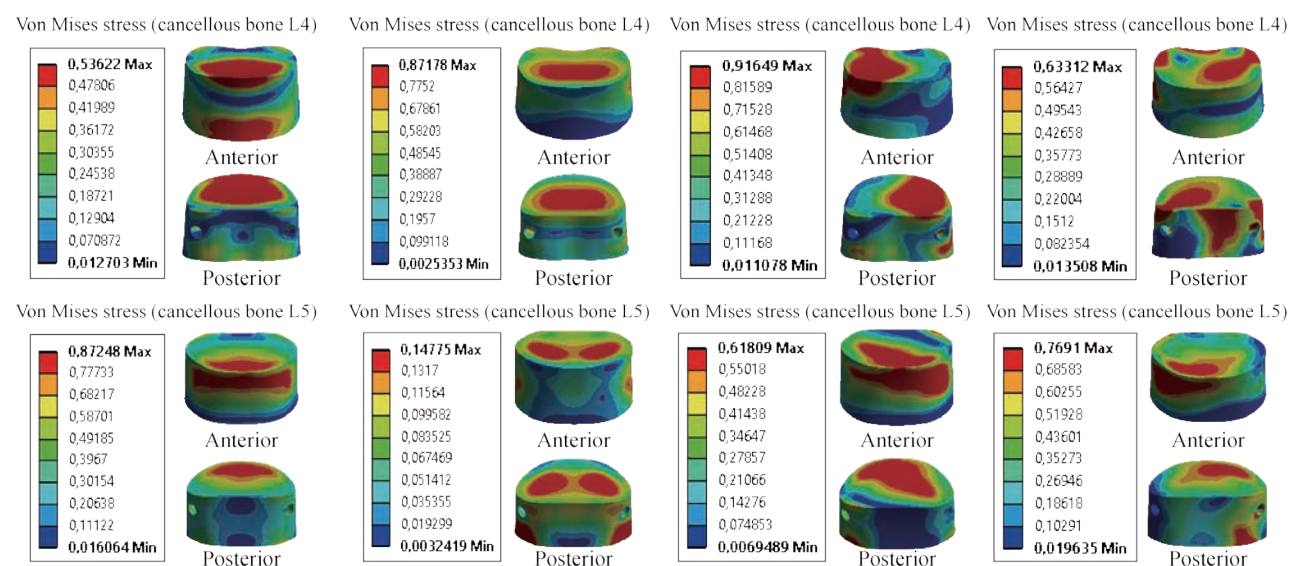 Von Mises stress (cancellous bone L4)
0,53622 Max
0,47806
0,41989
0,36172
0,30355
0,24538
0,18721
0,12904
0,070872
0,012703 Min
Anterior
Posterior
Von Mises stress (cancellous bone L4)
0,87178 Max
0,7752
0,67861
0,58203
0,48545
0,38887
0,29228
0,1957
0,099118
0,0025353 Min
Anterior
Posterior
Von Mises stress (cancellous bone L4)
0,91649 Max
0,81589
0,71528
0,61468
0,51408
0,41348
0,31288
0,21228
0,11168
0,011078 Min
Anterior
Posterior
Von Mises stress (cancellous bone L4)
0,63312 Max
0,56427
0,49543
0,42658
0,35773
0,28889
0,22004
0,1512
0,082354
0,013508 Min
Anterior
Posterior
Von Mises stress (cancellous bone L5)
0,87248 Max
0,77733
0,68217
0,58701
0,49185
0,3967
0,30154
0,20638
0,11122
0,016064 Min
Anterior
Posterior
Von Mises stress (cancellous bone L5)
0,14775 Max
0,1317
0,11564
0,099582
0,083525
0,067469
0,051412
0,035355
0,019299
0,0032419 Min
Anterior
Posterior
Von Mises stress (cancellous bone L5)
0,61809 Max
0,55018
0,48228
0,41438
0,34647
0,27857
0,21066
0,14276
0,074853
0,0069489 Min
Anterior
Posterior
Von Mises stress (cancellous bone L5)
0,7691 Max
0,68583
0,60255
0,51928
0,43601
0,35273
0,26946
0,18618
0,10291
0,019635 Min
Anterior
Posterior